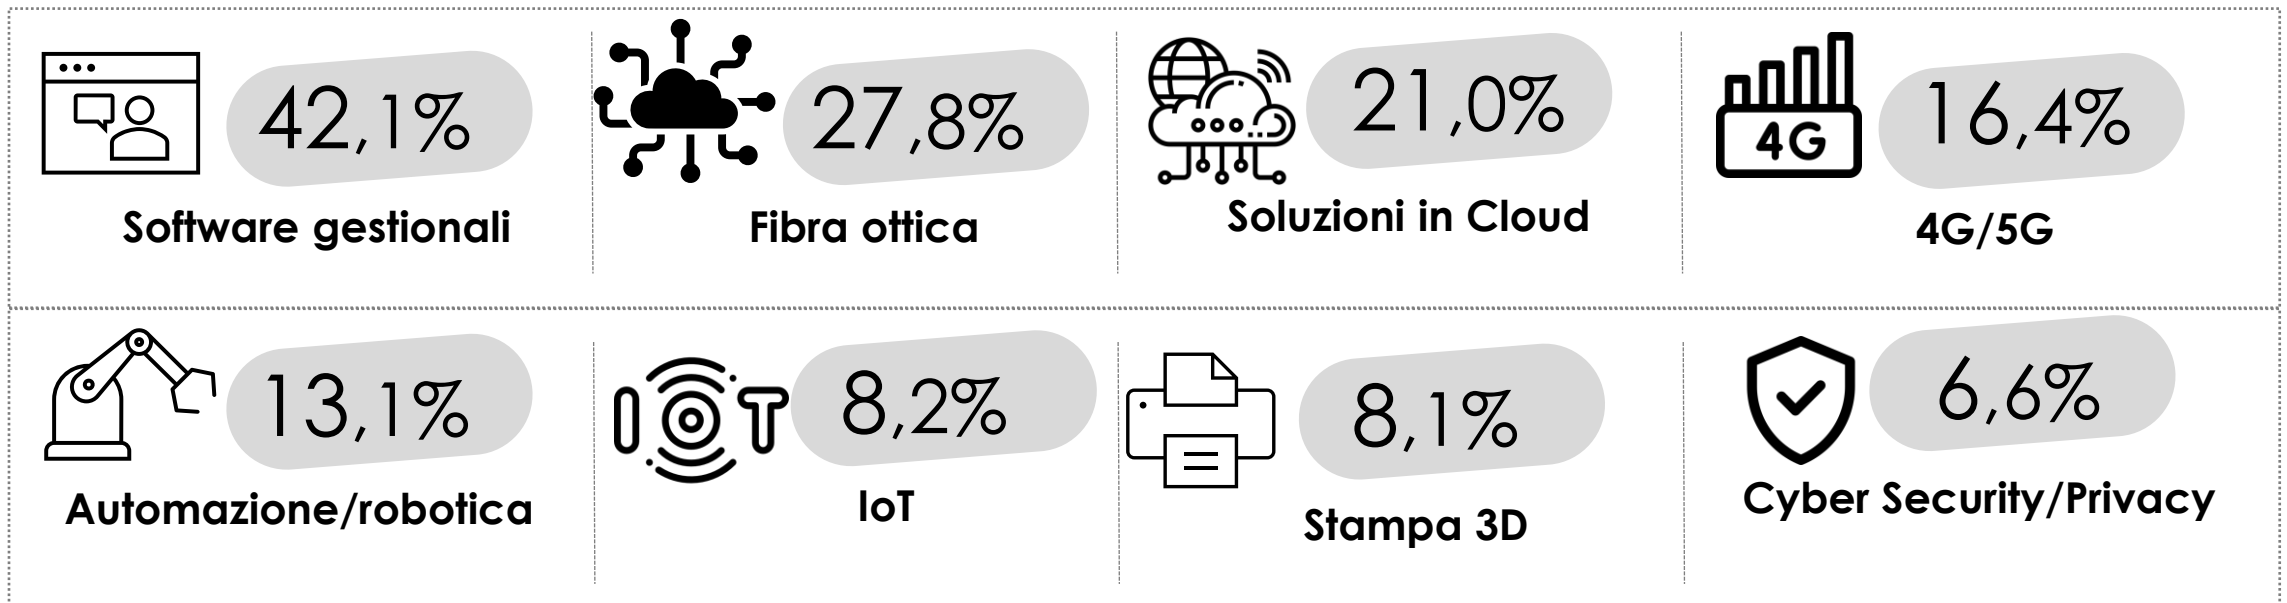 42,1%
Software gestionali
27,8%
Fibra ottica
21,0%
Soluzioni in Cloud
4G
16,4%
4G/5G
13,1%
Automazione/robotica
IOT
8,2%
IoT
8,1%
Stampa 3D
6,6%
Cyber Security/Privacy